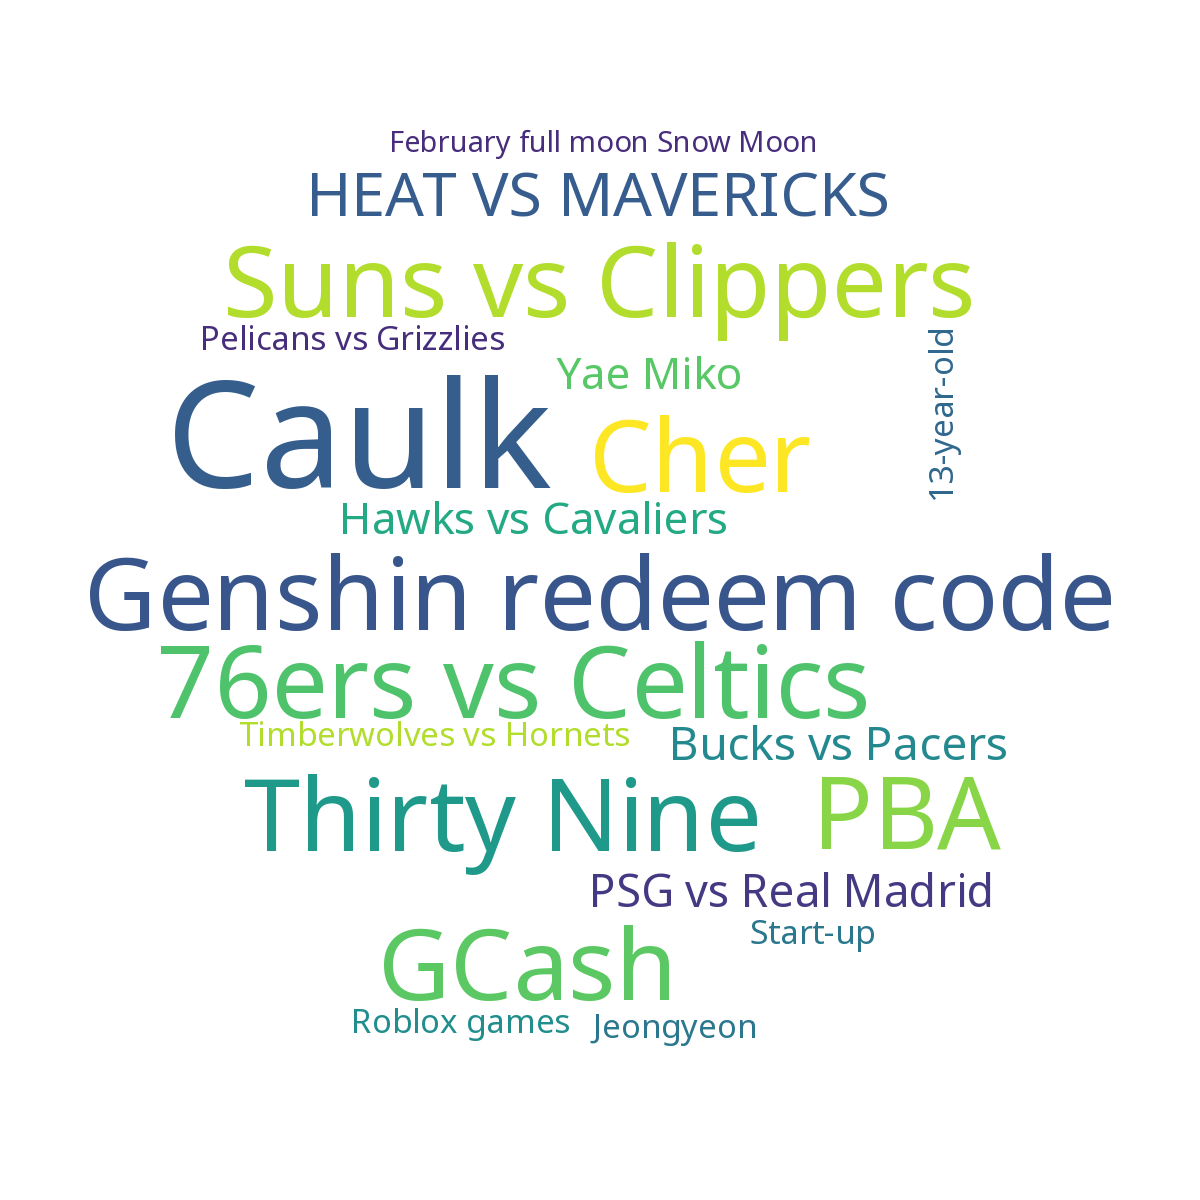 February full moon Snow Moon
HEAT VS MAVERICKS
Suns vs Clippers
Pelicans vs Grizzlies
Yae Miko
13-year-old
Caulk
Cher
Hawks vs Cavaliers
Genshin redeem code
76ers vs Celtics
Timberwolves vs Hornets
Bucks vs Pacers
Thirty Nine
PBA
PSG vs Real Madrid
GCash
Start-up
Roblox games
Jeongyeon